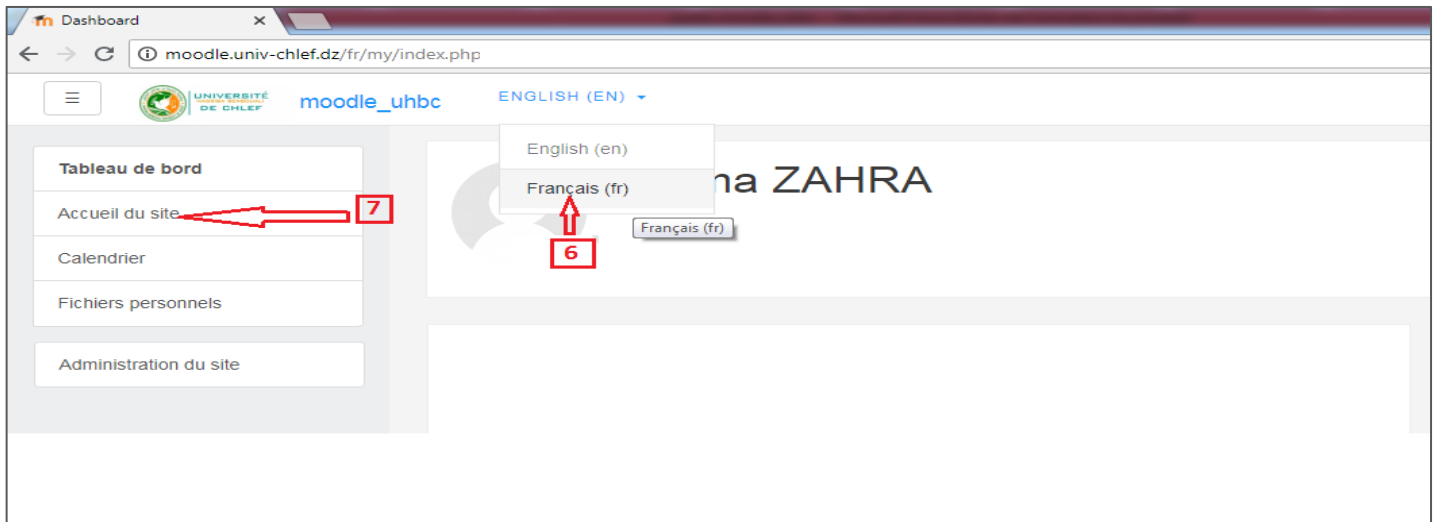 Dashboard
moodle.univ-chlef.dz/fr/my/index.php
UNIVERSITÉ
DE CHLEF
moodle_uhbc
ENGLISH (EN)
English (en)
Français (fr)
Français (fr)
6
na ZAHRA
Tableau de bord
Accueil du site
7
Calendrier
Fichiers personnels
Administration du site